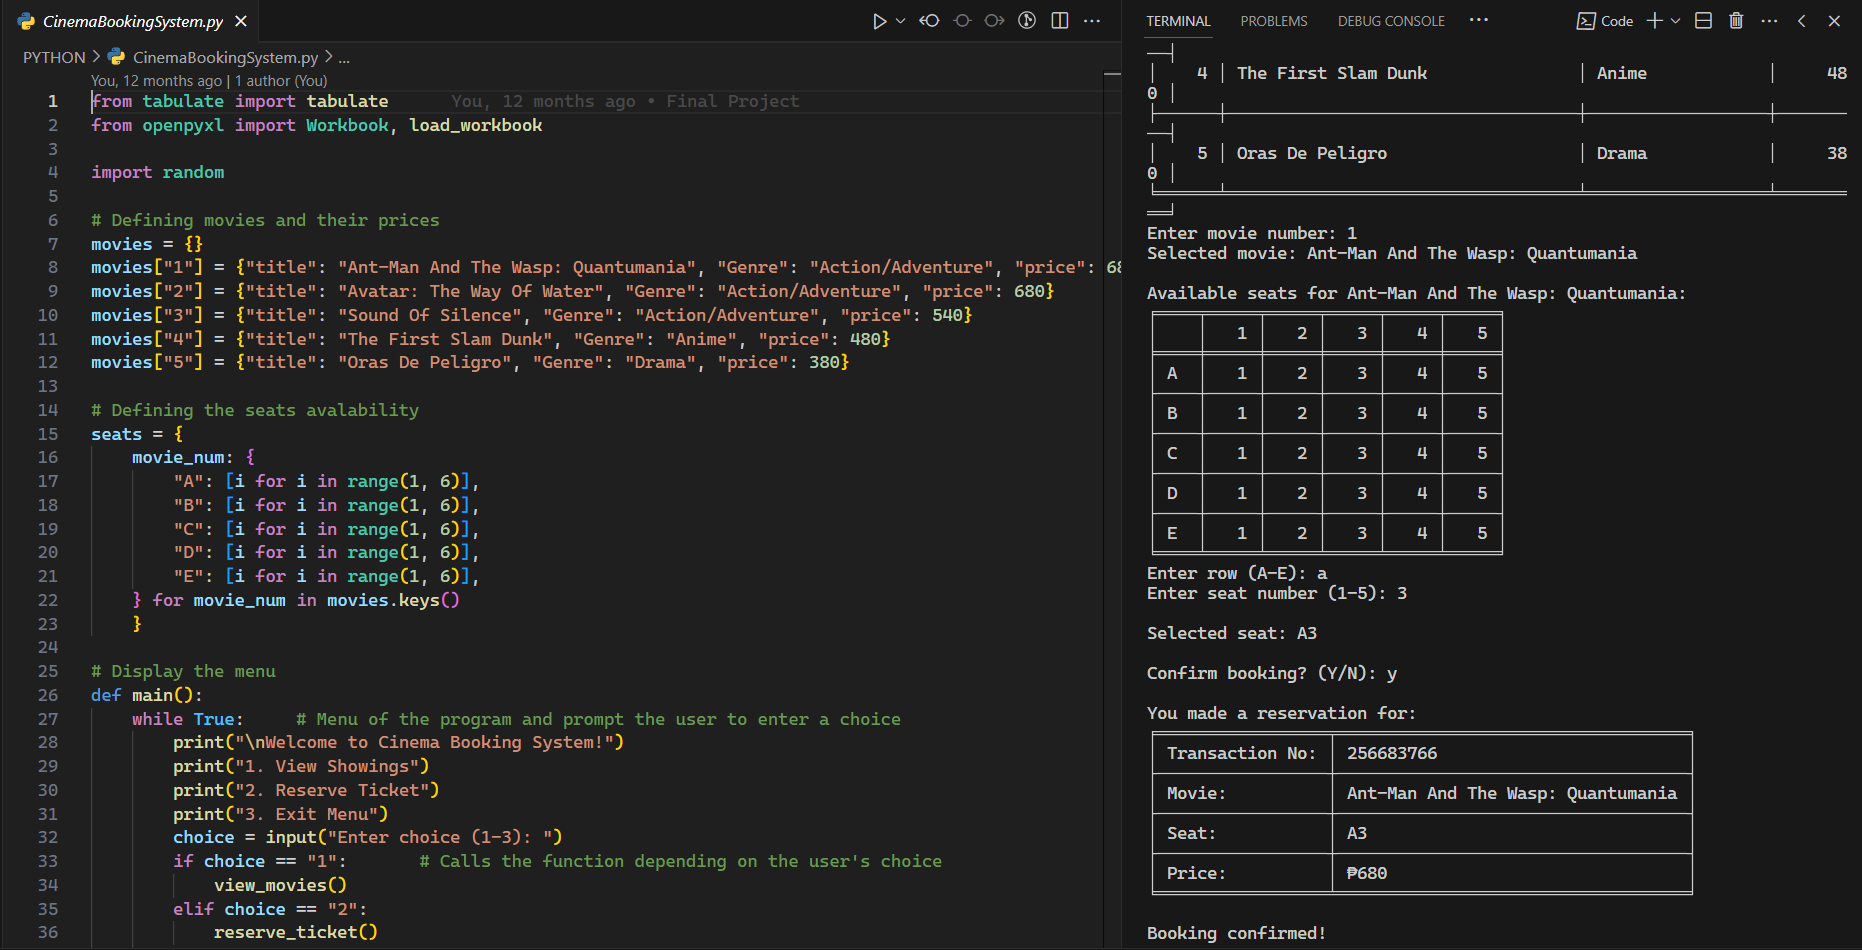 CinemaBookingSystem.py
PYTHON > CinemaBookingSystem.py > ...
You, 12 months ago | 1 author (You)
1 from tabulate import tabulate You, 12 months ago • Final Project
2 from openpyxl import Workbook, load_workbook
3
4 import random
5
6 # Defining movies and their prices
7 movies = {}
8 movies["1"] = {"title": "Ant-Man And The Wasp: Quantumania", "Genre": "Action/Adventure", "price": 68
9 movies["2"] = {"title": "Avatar: The Way Of Water", "Genre": "Action/Adventure", "price": 680}
10 movies["3"] = {"title": "Sound Of Silence", "Genre": "Action/Adventure", "price": 540}
11 movies["4"] = {"title": "The First Slam Dunk", "Genre": "Anime", "price": 480}
12 movies["5"] = {"title": "Oras De Peligro", "Genre": "Drama", "price": 380}
13
14 # Defining the seats avalability
15 seats = {
16 movie_num: {
17 "A": [i for i in range(1, 6)],
18 "B": [i for i in range(1, 6)],
19 "C": [i for i in range(1, 6)],
20 "D": [i for i in range(1, 6)],
21 "E": [i for i in range(1, 6)],
22 } for movie_num in movies.keys()
23 }
24
25 # Display the menu
26 def main():
27 while True: # Menu of the program and prompt the user to enter a choice
28 print("\nWelcome to Cinema Booking System!")
29 print("1. View Showings")
30 print("2. Reserve Ticket")
31 print("3. Exit Menu")
32 choice = input("Enter choice (1-3): ")
33 if choice == "1": # Calls the function depending on the user's choice
34 view_movies()
35 elif choice == "2":
36 reserve_ticket()
TERMINAL PROBLEMS DEBUG CONSOLE ... Code
4 | The First Slam Dunk | Anime | 48
0 |
5 | Oras De Peligro | Drama | 38
0 |
Enter movie number: 1
Selected movie: Ant-Man And The Wasp: Quantumania
Available seats for Ant-Man And The Wasp: Quantumania:
1 2 3 4 5
A 1 2 3 4 5
B 1 2 3 4 5
C 1 2 3 4 5
D 1 2 3 4 5
E 1 2 3 4 5
Enter row (A-E): a
Enter seat number (1-5): 3
Selected seat: A3
Confirm booking? (Y/N): y
You made a reservation for:
Transaction No: 256683766
Movie: Ant-Man And The Wasp: Quantumania
Seat: A3
Price: ₱680
Booking confirmed!